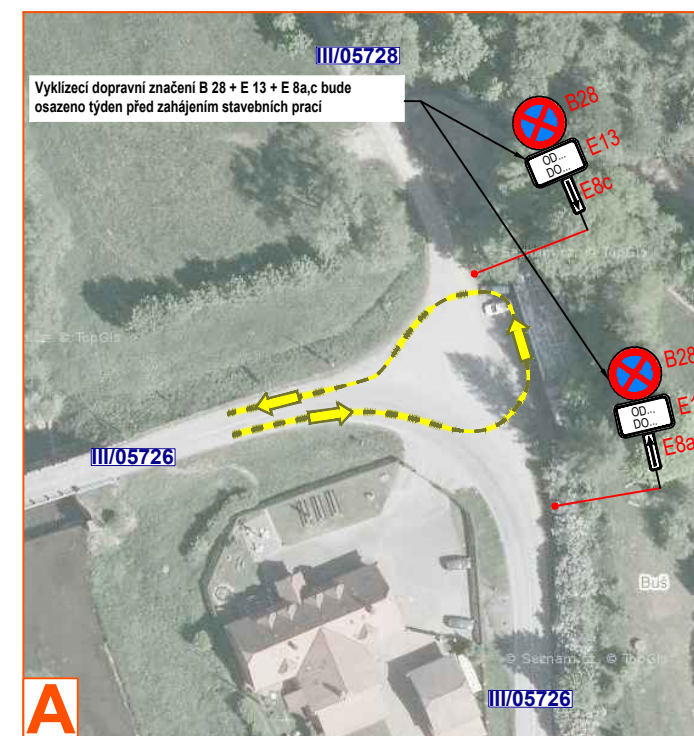 III/05728
Vyklízecí dopravní značení B 28 + E 13 + E 8a,c bude
osazeno týden před zahájením stavebních prací
B28
E13
OD...
DO...
E8c
© TopGis
B28
E1
OD...
DO...
E8a
III/05726
Buš
© Seznam.cz, © TopGis
III/05726
A